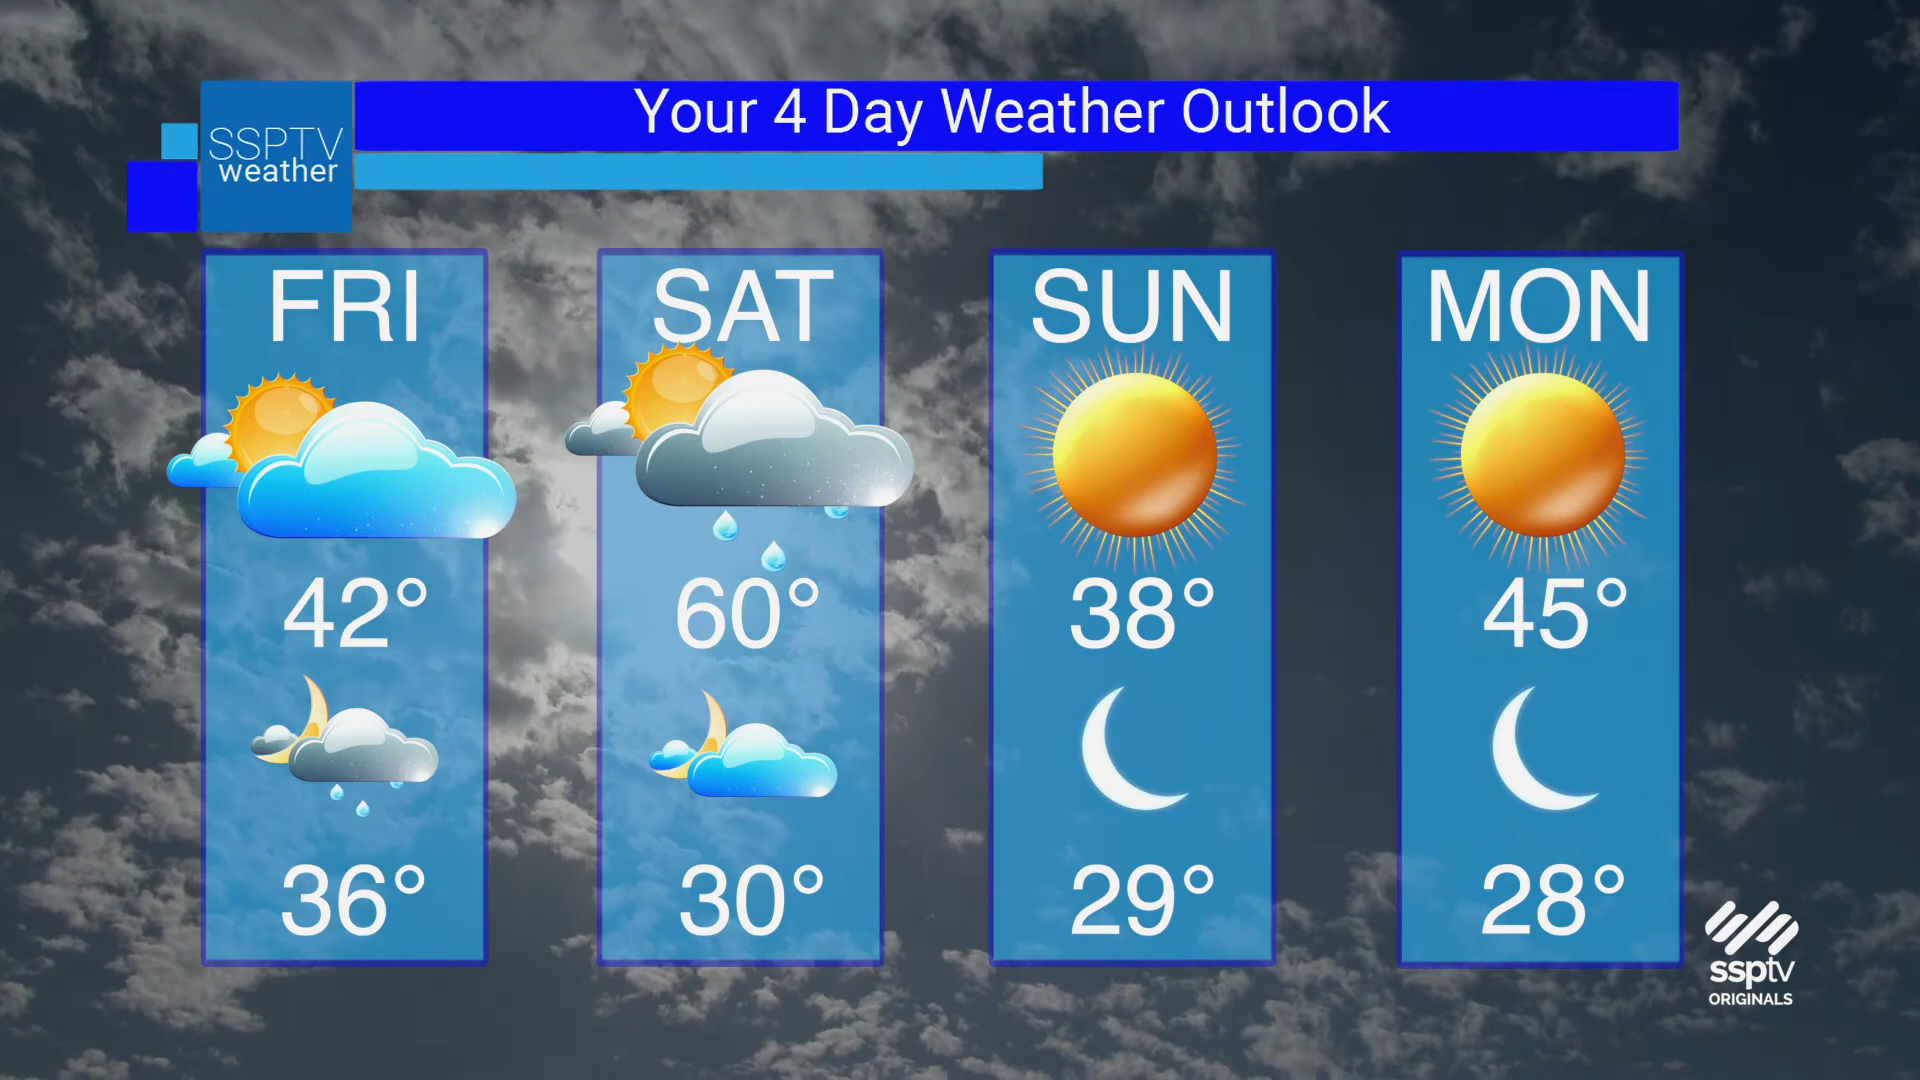 Your 4 Day Weather Outlook
SSPTV
weather
FRI
SAT
SUN
MON
42°
60°
38°
45°
36°
30°
29°
28°
ssptv
ORIGINALS